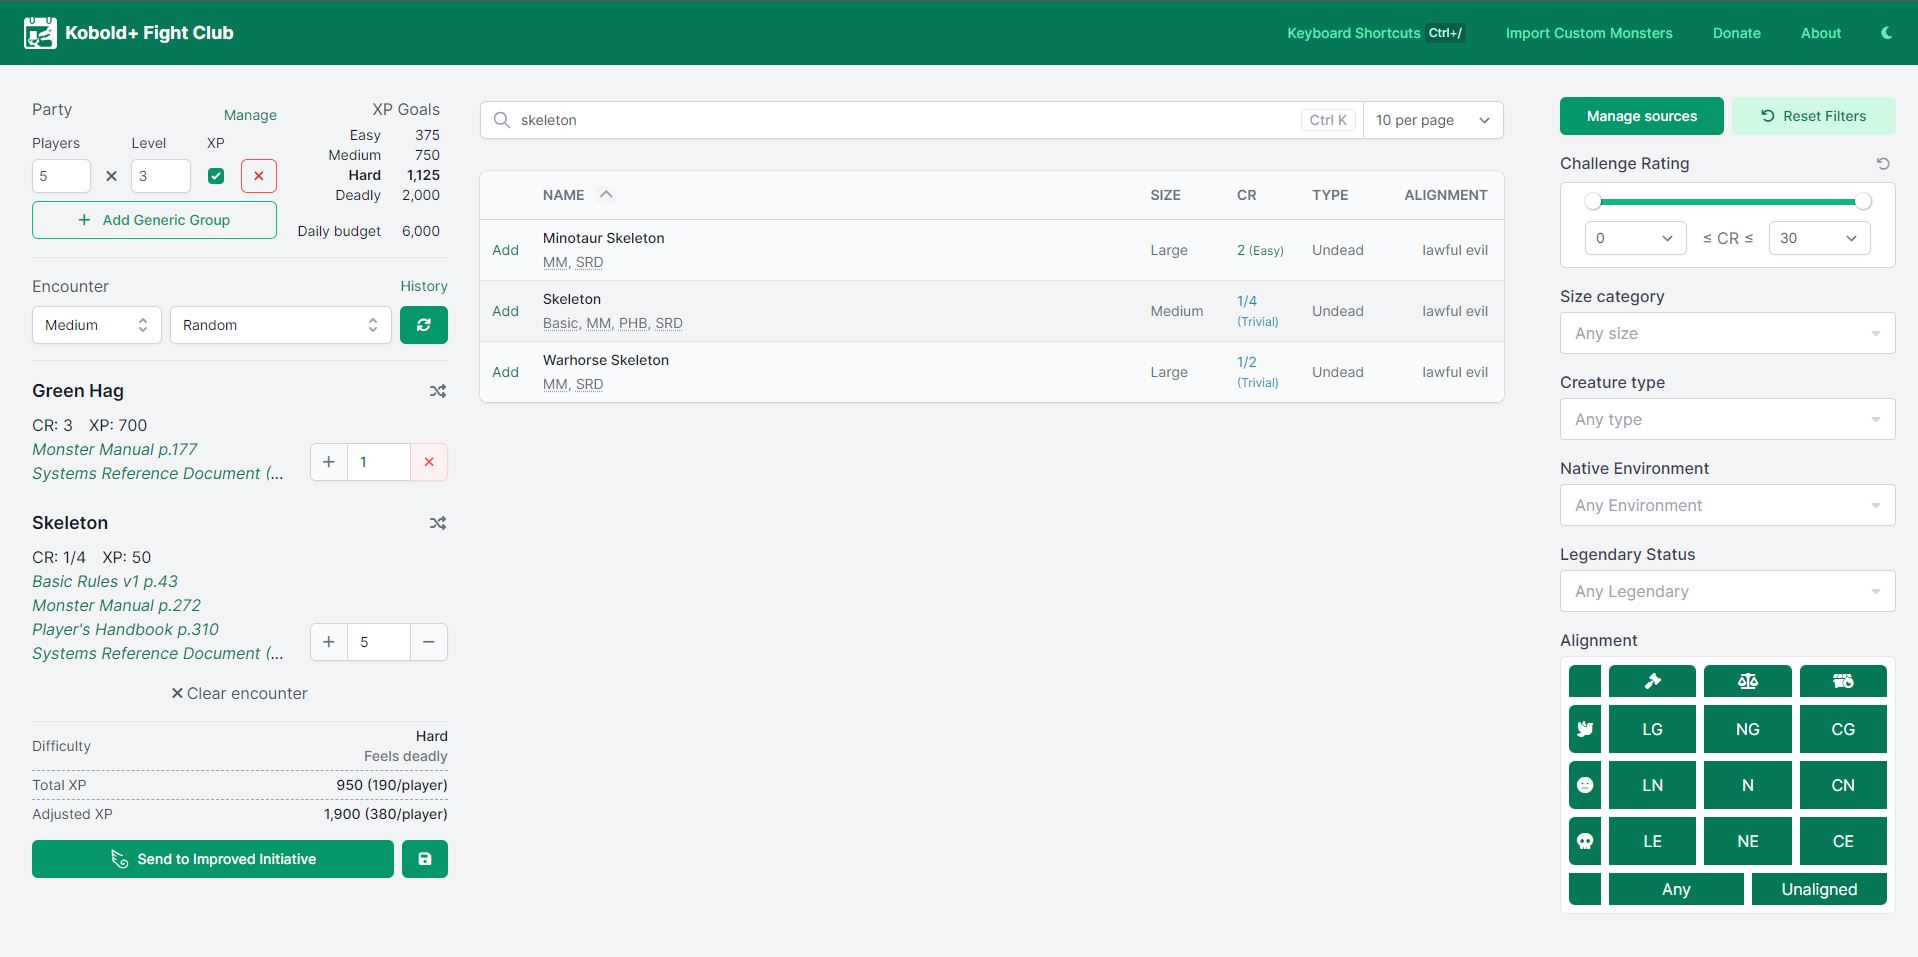 Kobold+ Fight Club
Keyboard Shortcuts Ctrl+/
Import Custom Monsters
Donate
About
Party
Manage
Players
Level
XP
5
×
3
+ Add Generic Group
XP Goals
Easy 375
Medium 750
Hard 1,125
Deadly 2,000
Daily budget 6,000
Encounter
History
Medium
Random
Green Hag
CR: 3 XP: 700
Monster Manual p.177
Systems Reference Document (...
+ 1 ×
Skeleton
CR: 1/4 XP: 50
Basic Rules v1 p.43
Monster Manual p.272
Player's Handbook p.310
Systems Reference Document (...
+ 5 −
× Clear encounter
Difficulty
Hard
Feels deadly
Total XP 950 (190/player)
Adjusted XP 1,900 (380/player)
Send to Improved Initiative
skeleton
Ctrl K
10 per page
NAME SIZE CR TYPE ALIGNMENT
Add
Minotaur Skeleton
MM, SRD
Large
2 (Easy)
Undead
lawful evil
Add
Skeleton
Basic, MM, PHB, SRD
Medium
1/4
(Trivial)
Undead
lawful evil
Add
Warhorse Skeleton
MM, SRD
Large
1/2
(Trivial)
Undead
lawful evil
Manage sources
Reset Filters
Challenge Rating
0 ≤ CR ≤ 30
Size category
Any size
Creature type
Any type
Native Environment
Any Environment
Legendary Status
Any Legendary
Alignment
LG NG CG
LN N CN
LE NE CE
Any Unaligned